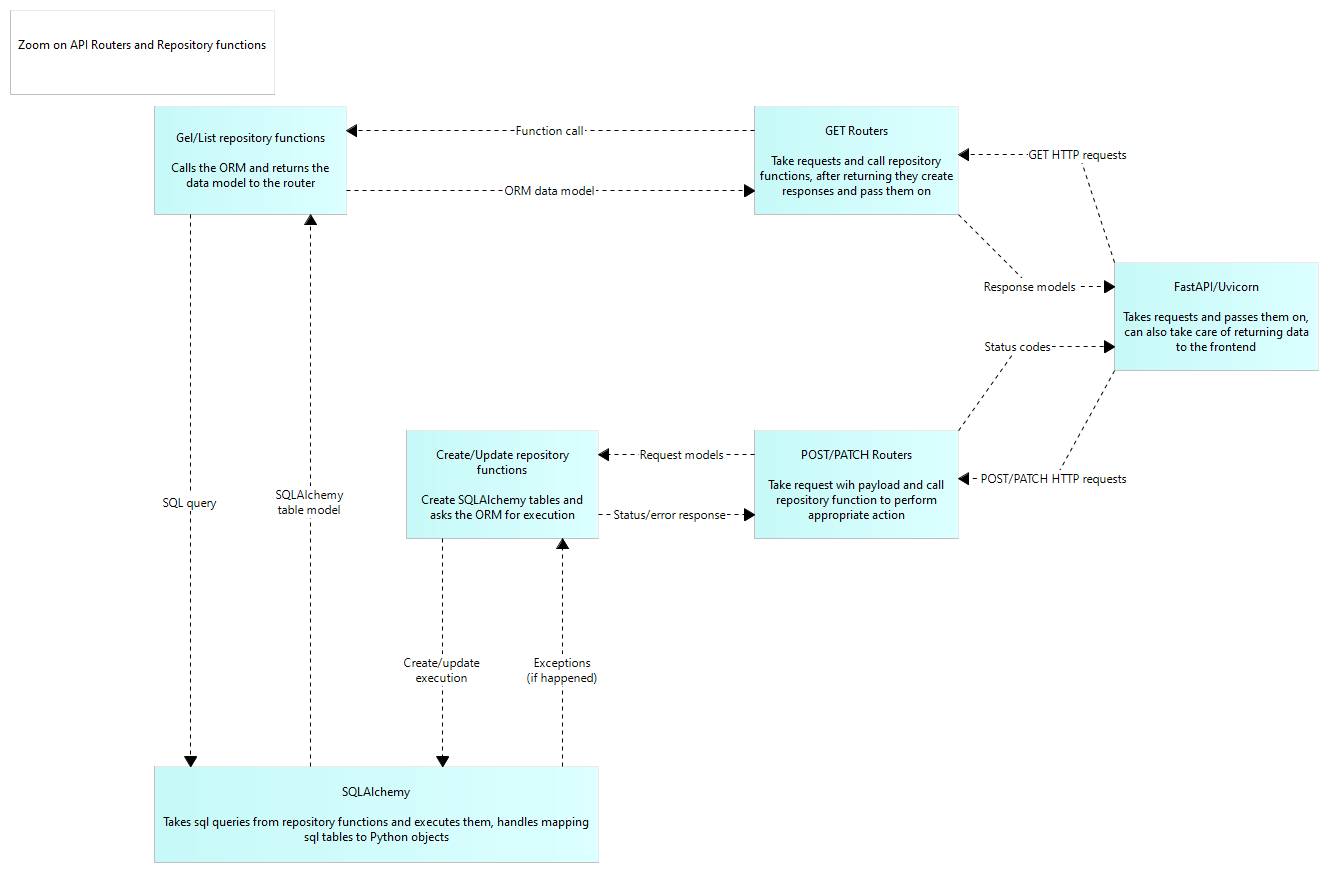 Zoom on API Routers and Repository functions
Gel/List repository functions
Calls the ORM and returns the
data model to the router
Function call
ORM data model
GET Routers
Take requests and call repository
functions, after returning they create
responses and pass them on
GET HTTP requests
Response models
FastAPI/Uvicorn
Takes requests and passes them on,
can also take care of returning data
to the frontend
Status codes
POST/PATCH HTTP requests
Create/Update repository
functions
Create SQLAlchemy tables and
asks the ORM for execution
Request models
Status/error response
POST/PATCH Routers
Take request wih payload and call
repository function to perform
appropriate action
SQL query
SQLAlchemy
table model
Create/update
execution
Exceptions
(if happened)
SQLAlchemy
Takes sql queries from repository functions and executes them, handles mapping
sql tables to Python objects